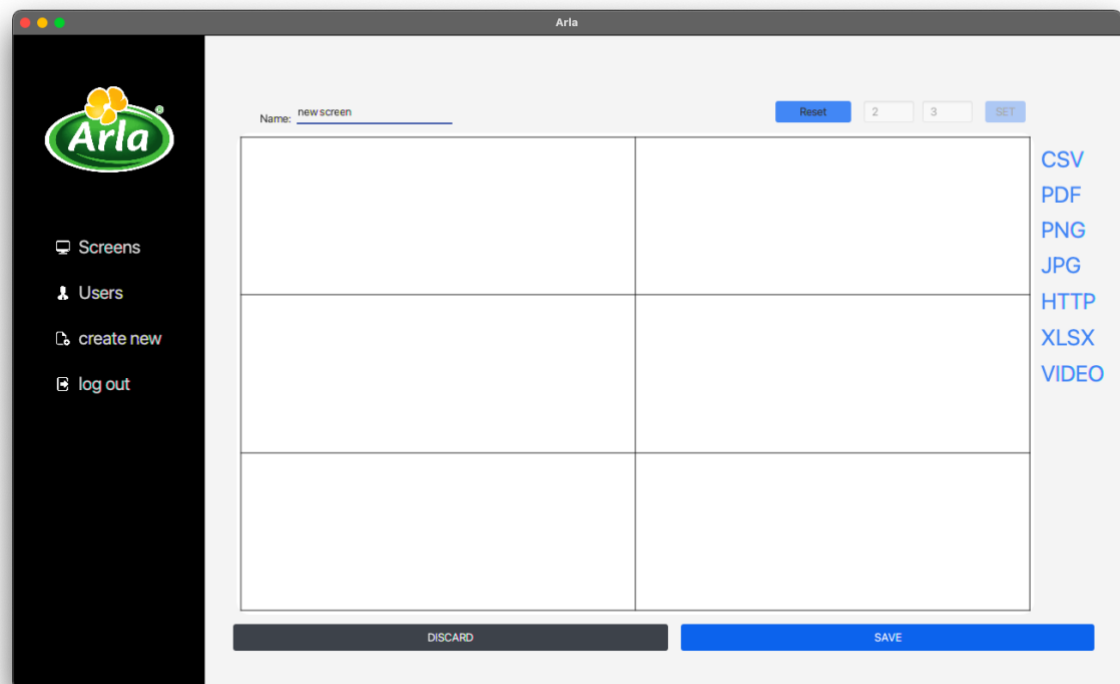 Arla
Arla
®
Screens
Users
create new
log out
Name: new screen
Reset 2 3 SET
CSV
PDF
PNG
JPG
HTTP
XLSX
VIDEO
DISCARD SAVE